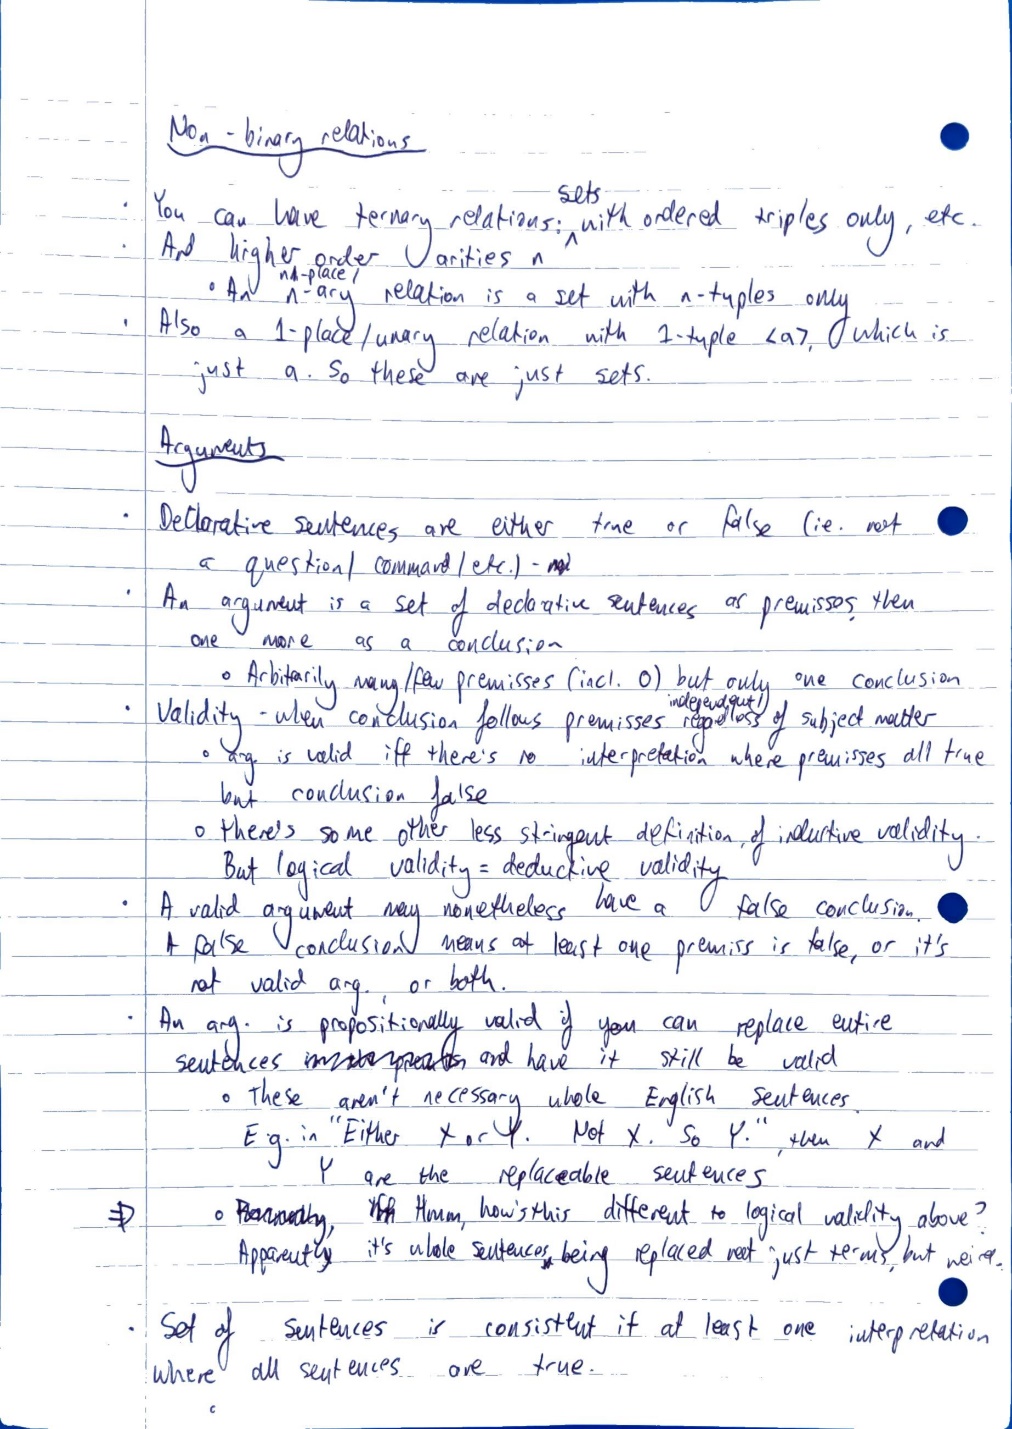 Non-binary relations
· You can have ternary relations: sets with ordered triples only, etc.
· And higher order arities n
∘ An n-place/ n-ary relation is a set with n-tuples only
· Also a 1-place/unary relation with 1-tuple <a>, which is
just a. So these are just sets.
Arguments
· Declarative sentences are either true or false (ie. not
a question/command/etc.) -
· An argument is a set of declarative sentences as premisses, then
one more as a conclusion
∘ Arbitrarily many/few premisses (incl. 0) but only one conclusion
· Validity - when conclusion follows premisses independent/ regardless of subject matter
∘ arg. is valid iff there's no interpretation where premisses all true
but conclusion false
∘ there's some other less stringent definition of inductive validity.
But logical validity = deductive validity
· A valid argument may nonetheless have a false conclusion.
A false conclusion means at least one premiss is false, or it's
not valid arg., or both.
· An arg. is propositionally valid if you can replace entire
sentences and have it still be valid
∘ These aren't necessary whole English sentences.
E.g. in "Either X or Y. Not X. So Y.", then X and
Y are the replaceable sentences
⇒ ∘ Hmm, how's this different to logical validity above?
Apparently it's whole sentences being replaced not just terms, but weird.
· Set of sentences is consistent if at least one interpretation
where all sentences are true.